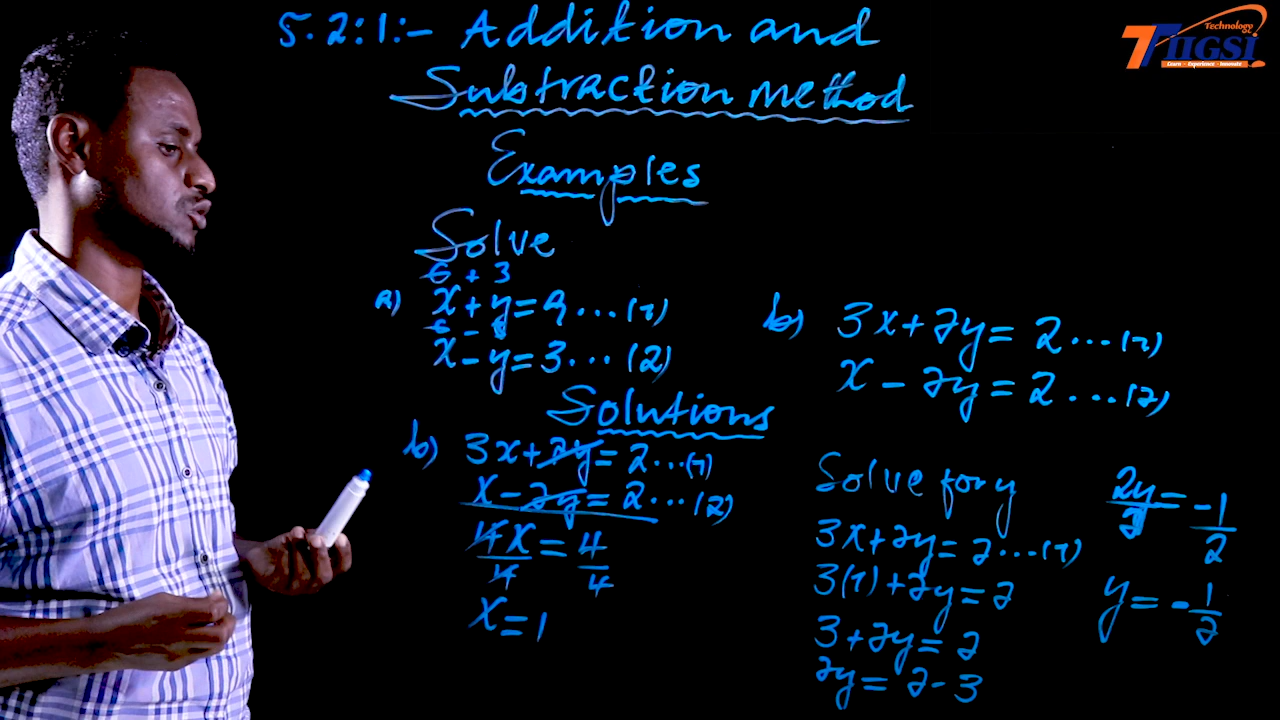 5.2:1:- Addition and
Subtraction method
Examples
Solve
6 + 3
a) x+y=9...(1)
x-y=3...(2)
b) 3x+2y=2...(1)
x-2y=2...(2)
Solutions
b) 3x+2y=2...(1)
x-2y=2...(2)
4x/4=4/4
x=1
Solve for y
3x+2y=2...(1)
3(1)+2y=2
3+2y=2
2y=2-3
2y/2=-1/2
y=-1/2
TIIGSI Technology
Learn - Experience - Innovate